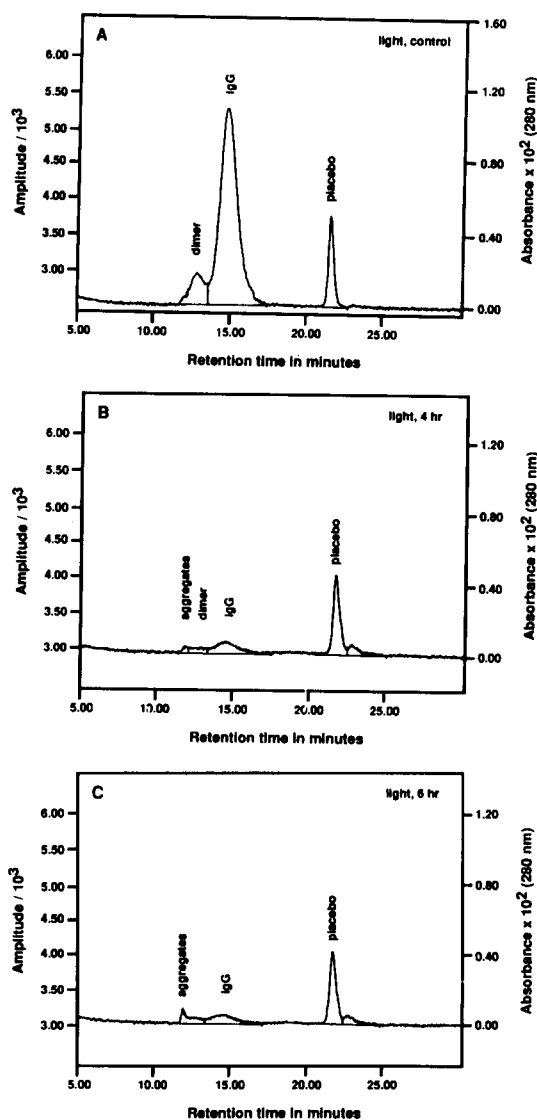 A
light, control
IgG
dimer
placebo
Amplitude / 10³
6.00
5.50
5.00
4.50
4.00
3.50
3.00
1.60
1.20
0.80
0.40
0.00
Absorbance x 10² (280 nm)
5.00 10.00 15.00 20.00 25.00
Retention time in minutes
B
light, 4 hr
aggregates
dimer
IgG
placebo
Amplitude / 10³
6.00
5.50
5.00
4.50
4.00
3.50
3.00
1.20
0.80
0.40
0.00
Absorbance x 10² (280 nm)
5.00 10.00 15.00 20.00 25.00
Retention time in minutes
C
light, 6 hr
aggregates
IgG
placebo
Amplitude / 10³
6.00
5.50
5.00
4.50
4.00
3.50
3.00
1.20
0.80
0.40
0.00
Absorbance x 10² (280 nm)
5.00 10.00 15.00 20.00 25.00
Retention time in minutes